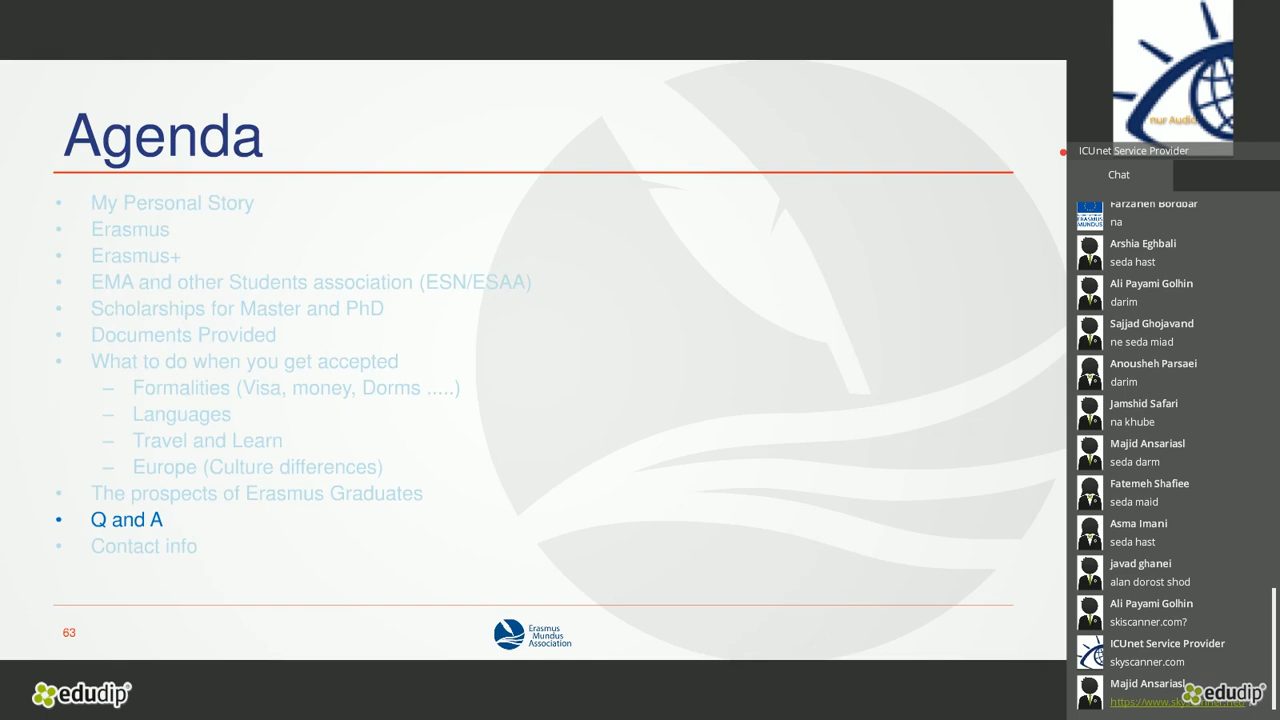 nur Audio
ICUnet Service Provider
Agenda
• My Personal Story
• Erasmus
• Erasmus+
• EMA and other Students association (ESN/ESAA)
• Scholarships for Master and PhD
• Documents Provided
• What to do when you get accepted
– Formalities (Visa, money, Dorms .....)
– Languages
– Travel and Learn
– Europe (Culture differences)
• The prospects of Erasmus Graduates
• Q and A
• Contact info
63
Erasmus
Mundus
Association
edudip
Chat
Farzaneh Bordbar
na
Arshia Eghbali
seda hast
Ali Payami Golhin
darim
Sajjad Ghojavand
ne seda miad
Anousheh Parsaei
darim
Jamshid Safari
na khube
Majid Ansariasl
seda darm
Fatemeh Shafiee
seda maid
Asma Imani
seda hast
javad ghanei
alan dorost shod
Ali Payami Golhin
skiscanner.com?
ICUnet Service Provider
skyscanner.com
Majid Ansariasl
edudip